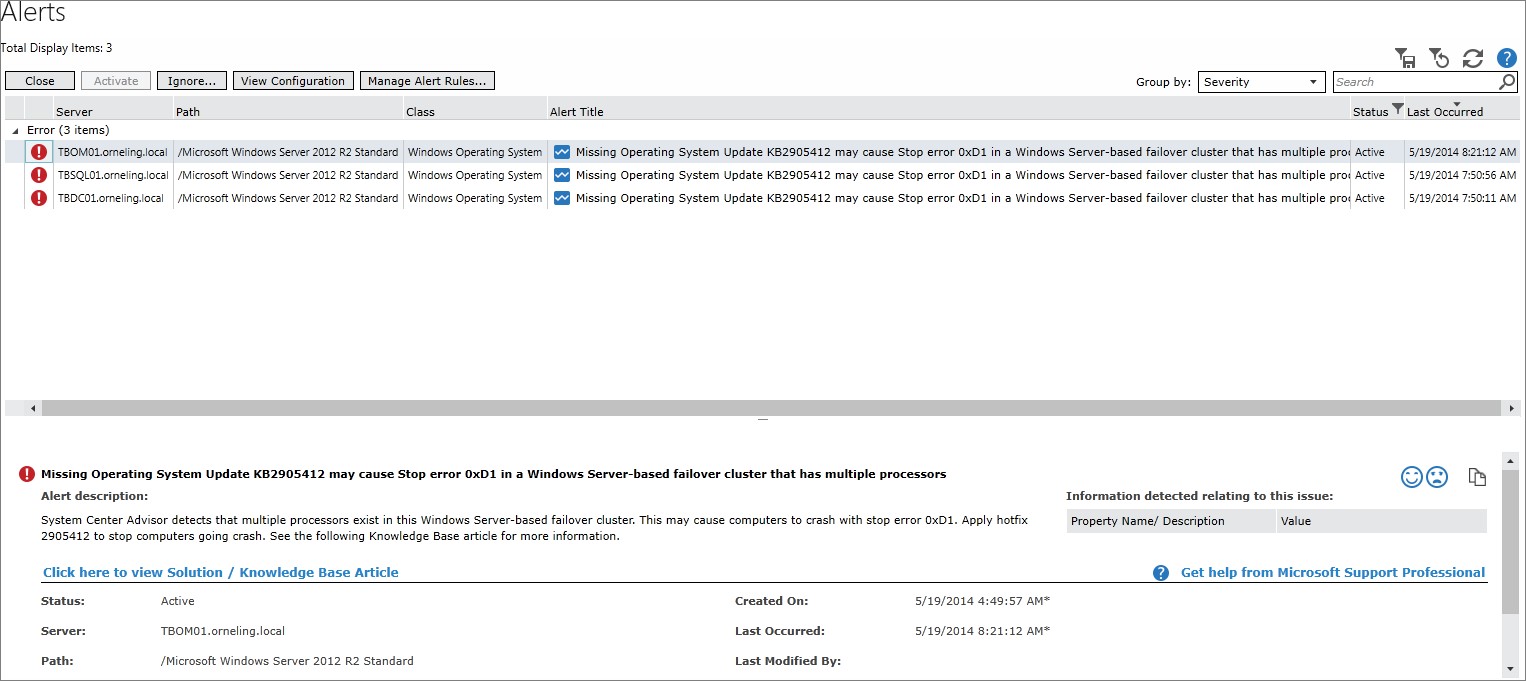 Alerts
Total Display Items: 3
Close Activate Ignore... View Configuration Manage Alert Rules... Group by: Severity Search
Server Path Class Alert Title Status Last Occurred
Error (3 items)
TBOM01.orneling.local /Microsoft Windows Server 2012 R2 Standard Windows Operating System Missing Operating System Update KB2905412 may cause Stop error 0xD1 in a Windows Server-based failover cluster that has multiple proc Active 5/19/2014 8:21:12 AM
TBSQL01.orneling.local /Microsoft Windows Server 2012 R2 Standard Windows Operating System Missing Operating System Update KB2905412 may cause Stop error 0xD1 in a Windows Server-based failover cluster that has multiple proc Active 5/19/2014 7:50:56 AM
TBDC01.orneling.local /Microsoft Windows Server 2012 R2 Standard Windows Operating System Missing Operating System Update KB2905412 may cause Stop error 0xD1 in a Windows Server-based failover cluster that has multiple proc Active 5/19/2014 7:50:11 AM
Missing Operating System Update KB2905412 may cause Stop error 0xD1 in a Windows Server-based failover cluster that has multiple processors
Alert description: Information detected relating to this issue:
System Center Advisor detects that multiple processors exist in this Windows Server-based failover cluster. This may cause computers to crash with stop error 0xD1. Apply hotfix Property Name/ Description Value
2905412 to stop computers going crash. See the following Knowledge Base article for more information.
Click here to view Solution / Knowledge Base Article ? Get help from Microsoft Support Professional
Status: Active Created On: 5/19/2014 4:49:57 AM*
Server: TBOM01.orneling.local Last Occurred: 5/19/2014 8:21:12 AM*
Path: /Microsoft Windows Server 2012 R2 Standard Last Modified By: